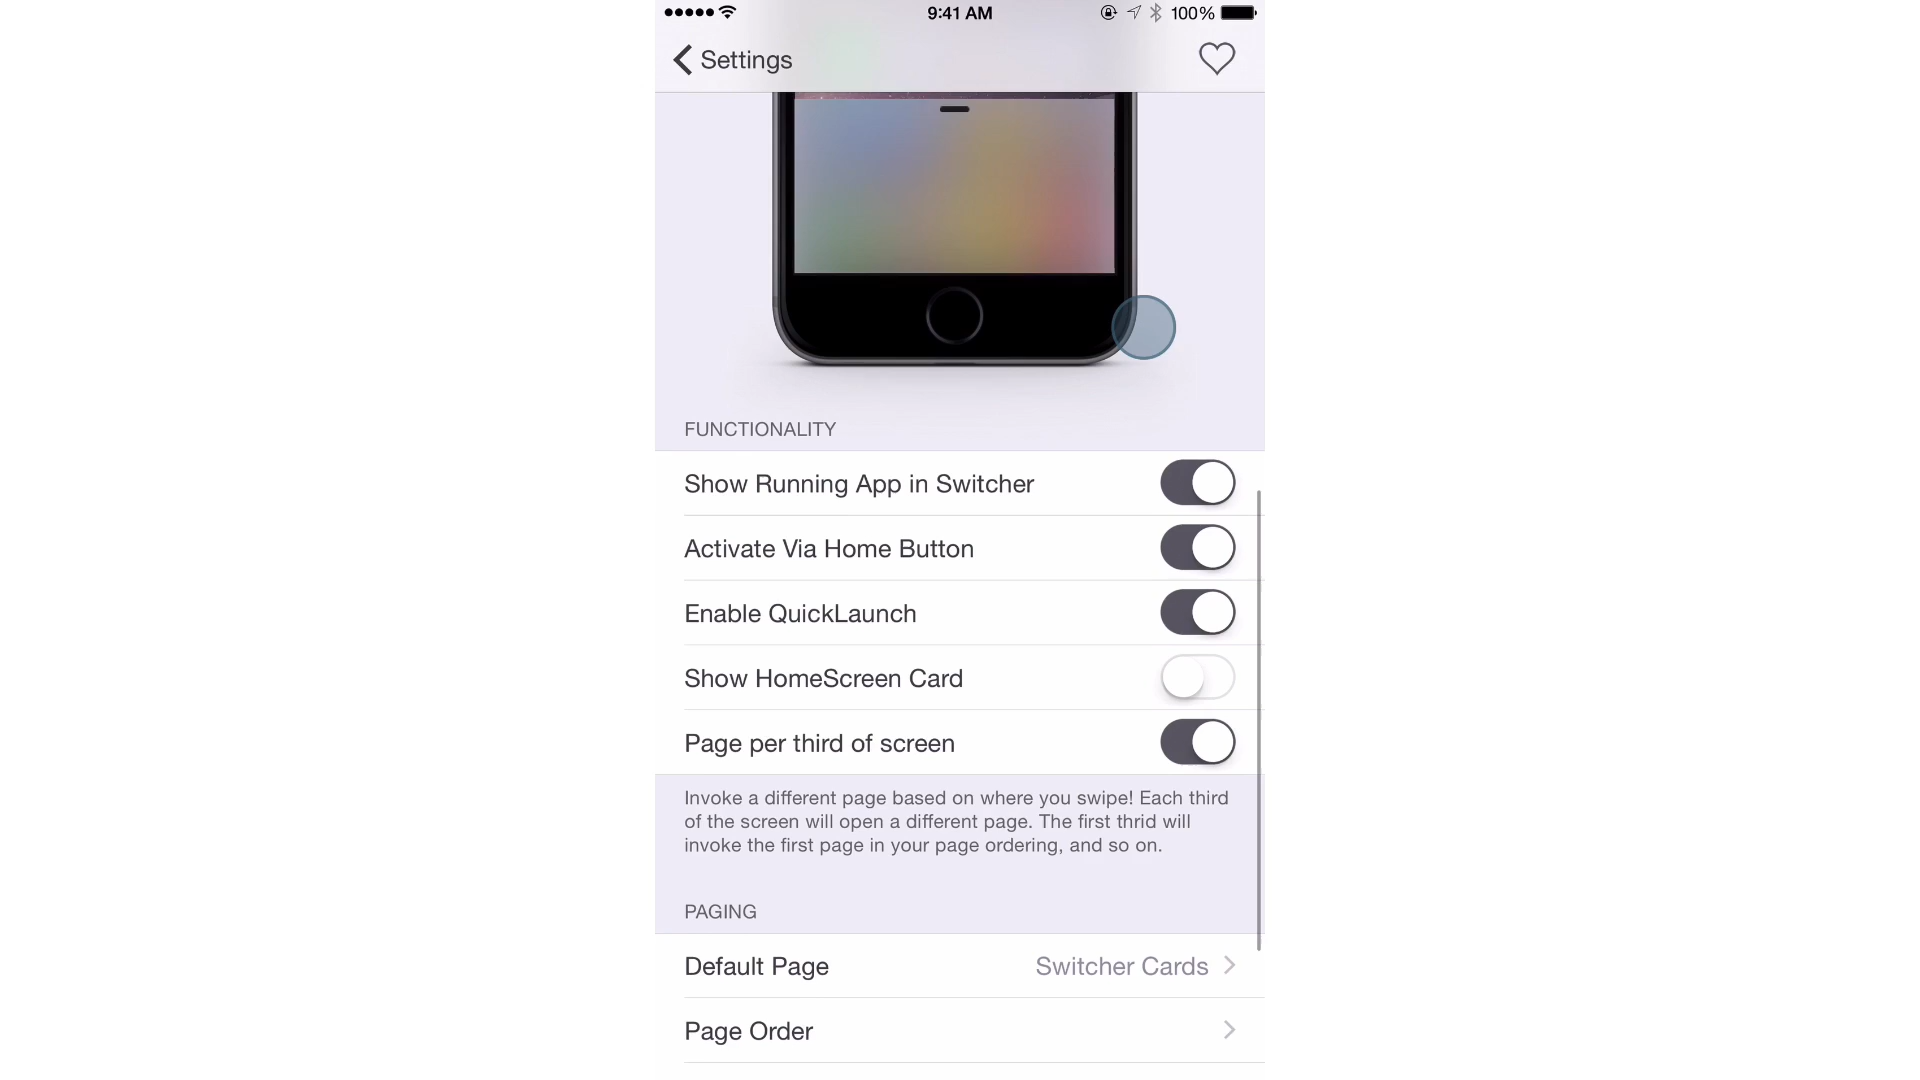 9:41 AM
100%
Settings
FUNCTIONALITY
Show Running App in Switcher
Activate Via Home Button
Enable QuickLaunch
Show HomeScreen Card
Page per third of screen
Invoke a different page based on where you swipe! Each third
of the screen will open a different page. The first thrid will
invoke the first page in your page ordering, and so on.
PAGING
Default Page Switcher Cards
Page Order